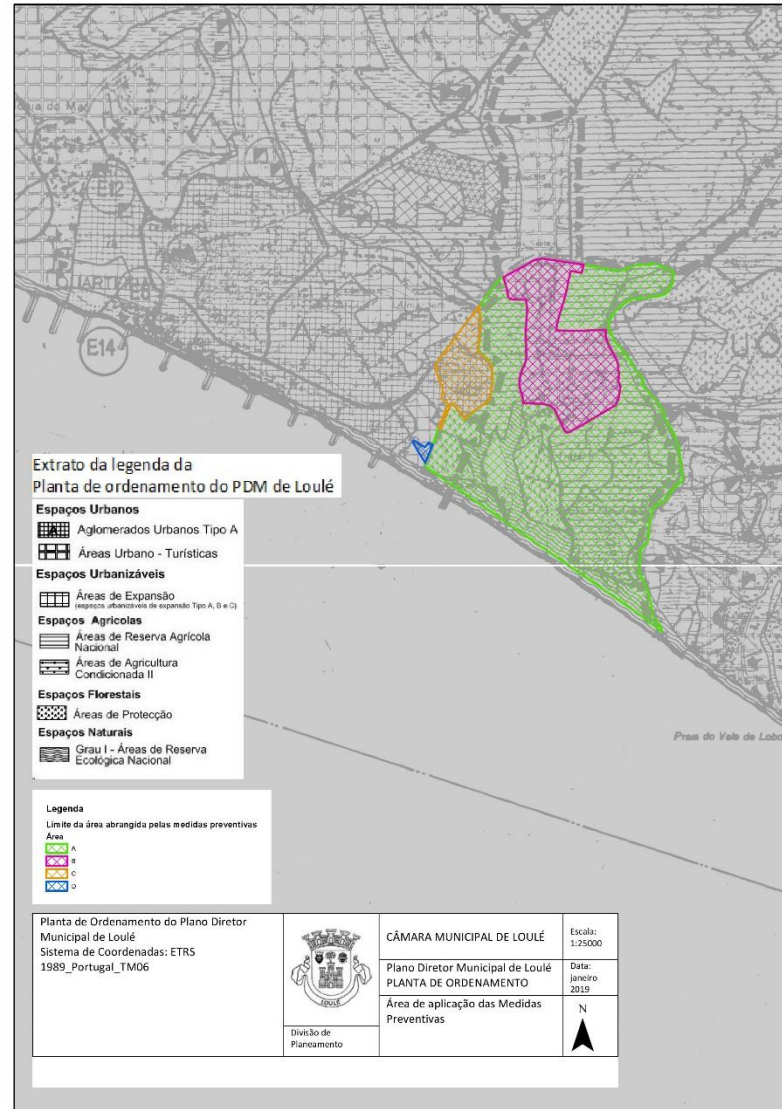 E12
QUARTEIRA
E14
A
UO
Praia do Vale de Lobo
Extrato da legenda da
Planta de ordenamento do PDM de Loulé
Espaços Urbanos
A
Aglomerados Urbanos Tipo A
Áreas Urbano - Turísticas
Espaços Urbanizáveis
Áreas de Expansão
(espaços urbanizáveis de expansão Tipo A, B e C)
Espaços Agrícolas
Áreas de Reserva Agrícola
Nacional
Áreas de Agricultura
Condicionada II
Espaços Florestais
Áreas de Protecção
Espaços Naturais
Grau I - Áreas de Reserva
Ecológica Nacional
Legenda
Limite da área abrangida pelas medidas preventivas
Área
A
B
C
D
Planta de Ordenamento do Plano Diretor
Municipal de Loulé
Sistema de Coordenadas: ETRS
1989_Portugal_TM06
LOULÉ
Divisão de
Planeamento
CÂMARA MUNICIPAL DE LOULÉ
Plano Diretor Municipal de Loulé
PLANTA DE ORDENAMENTO
Área de aplicação das Medidas
Preventivas
Escala:
1:25000
Data:
janeiro
2019
N